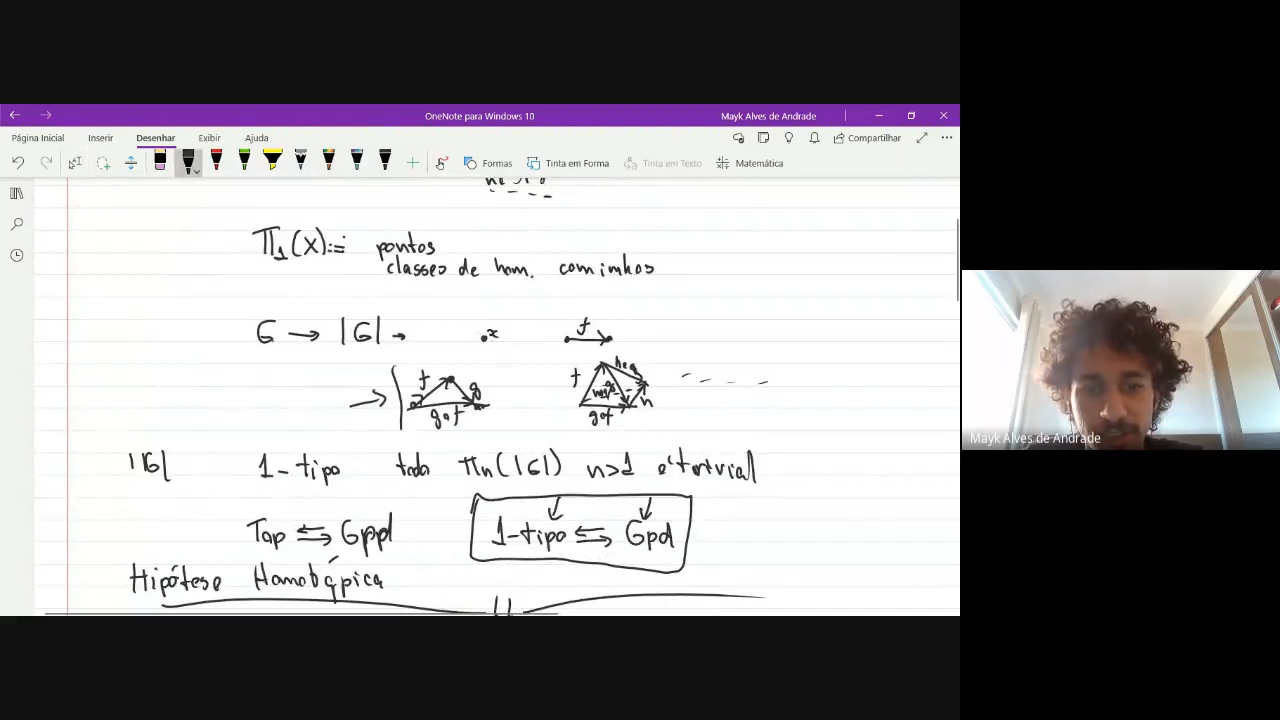 OneNote para Windows 10
Mayk Alves de Andrade
Página Inicial
Inserir
Desenhar
Exibir
Ajuda
Compartilhar
Formas
Tinta em Forma
Tinta em Texto
Matemática
π₁(X):= pontos
classes de hom. caminhos
G → |G| → x f
f g g∘f
f h∘g g∘f h
|G| 1-tipo todo πn(|G|) n>1 é trivial
Top ⇆ Gpd
1-tipo ⇆ Gpd
Hipótese Homotópica
Mayk Alves de Andrade